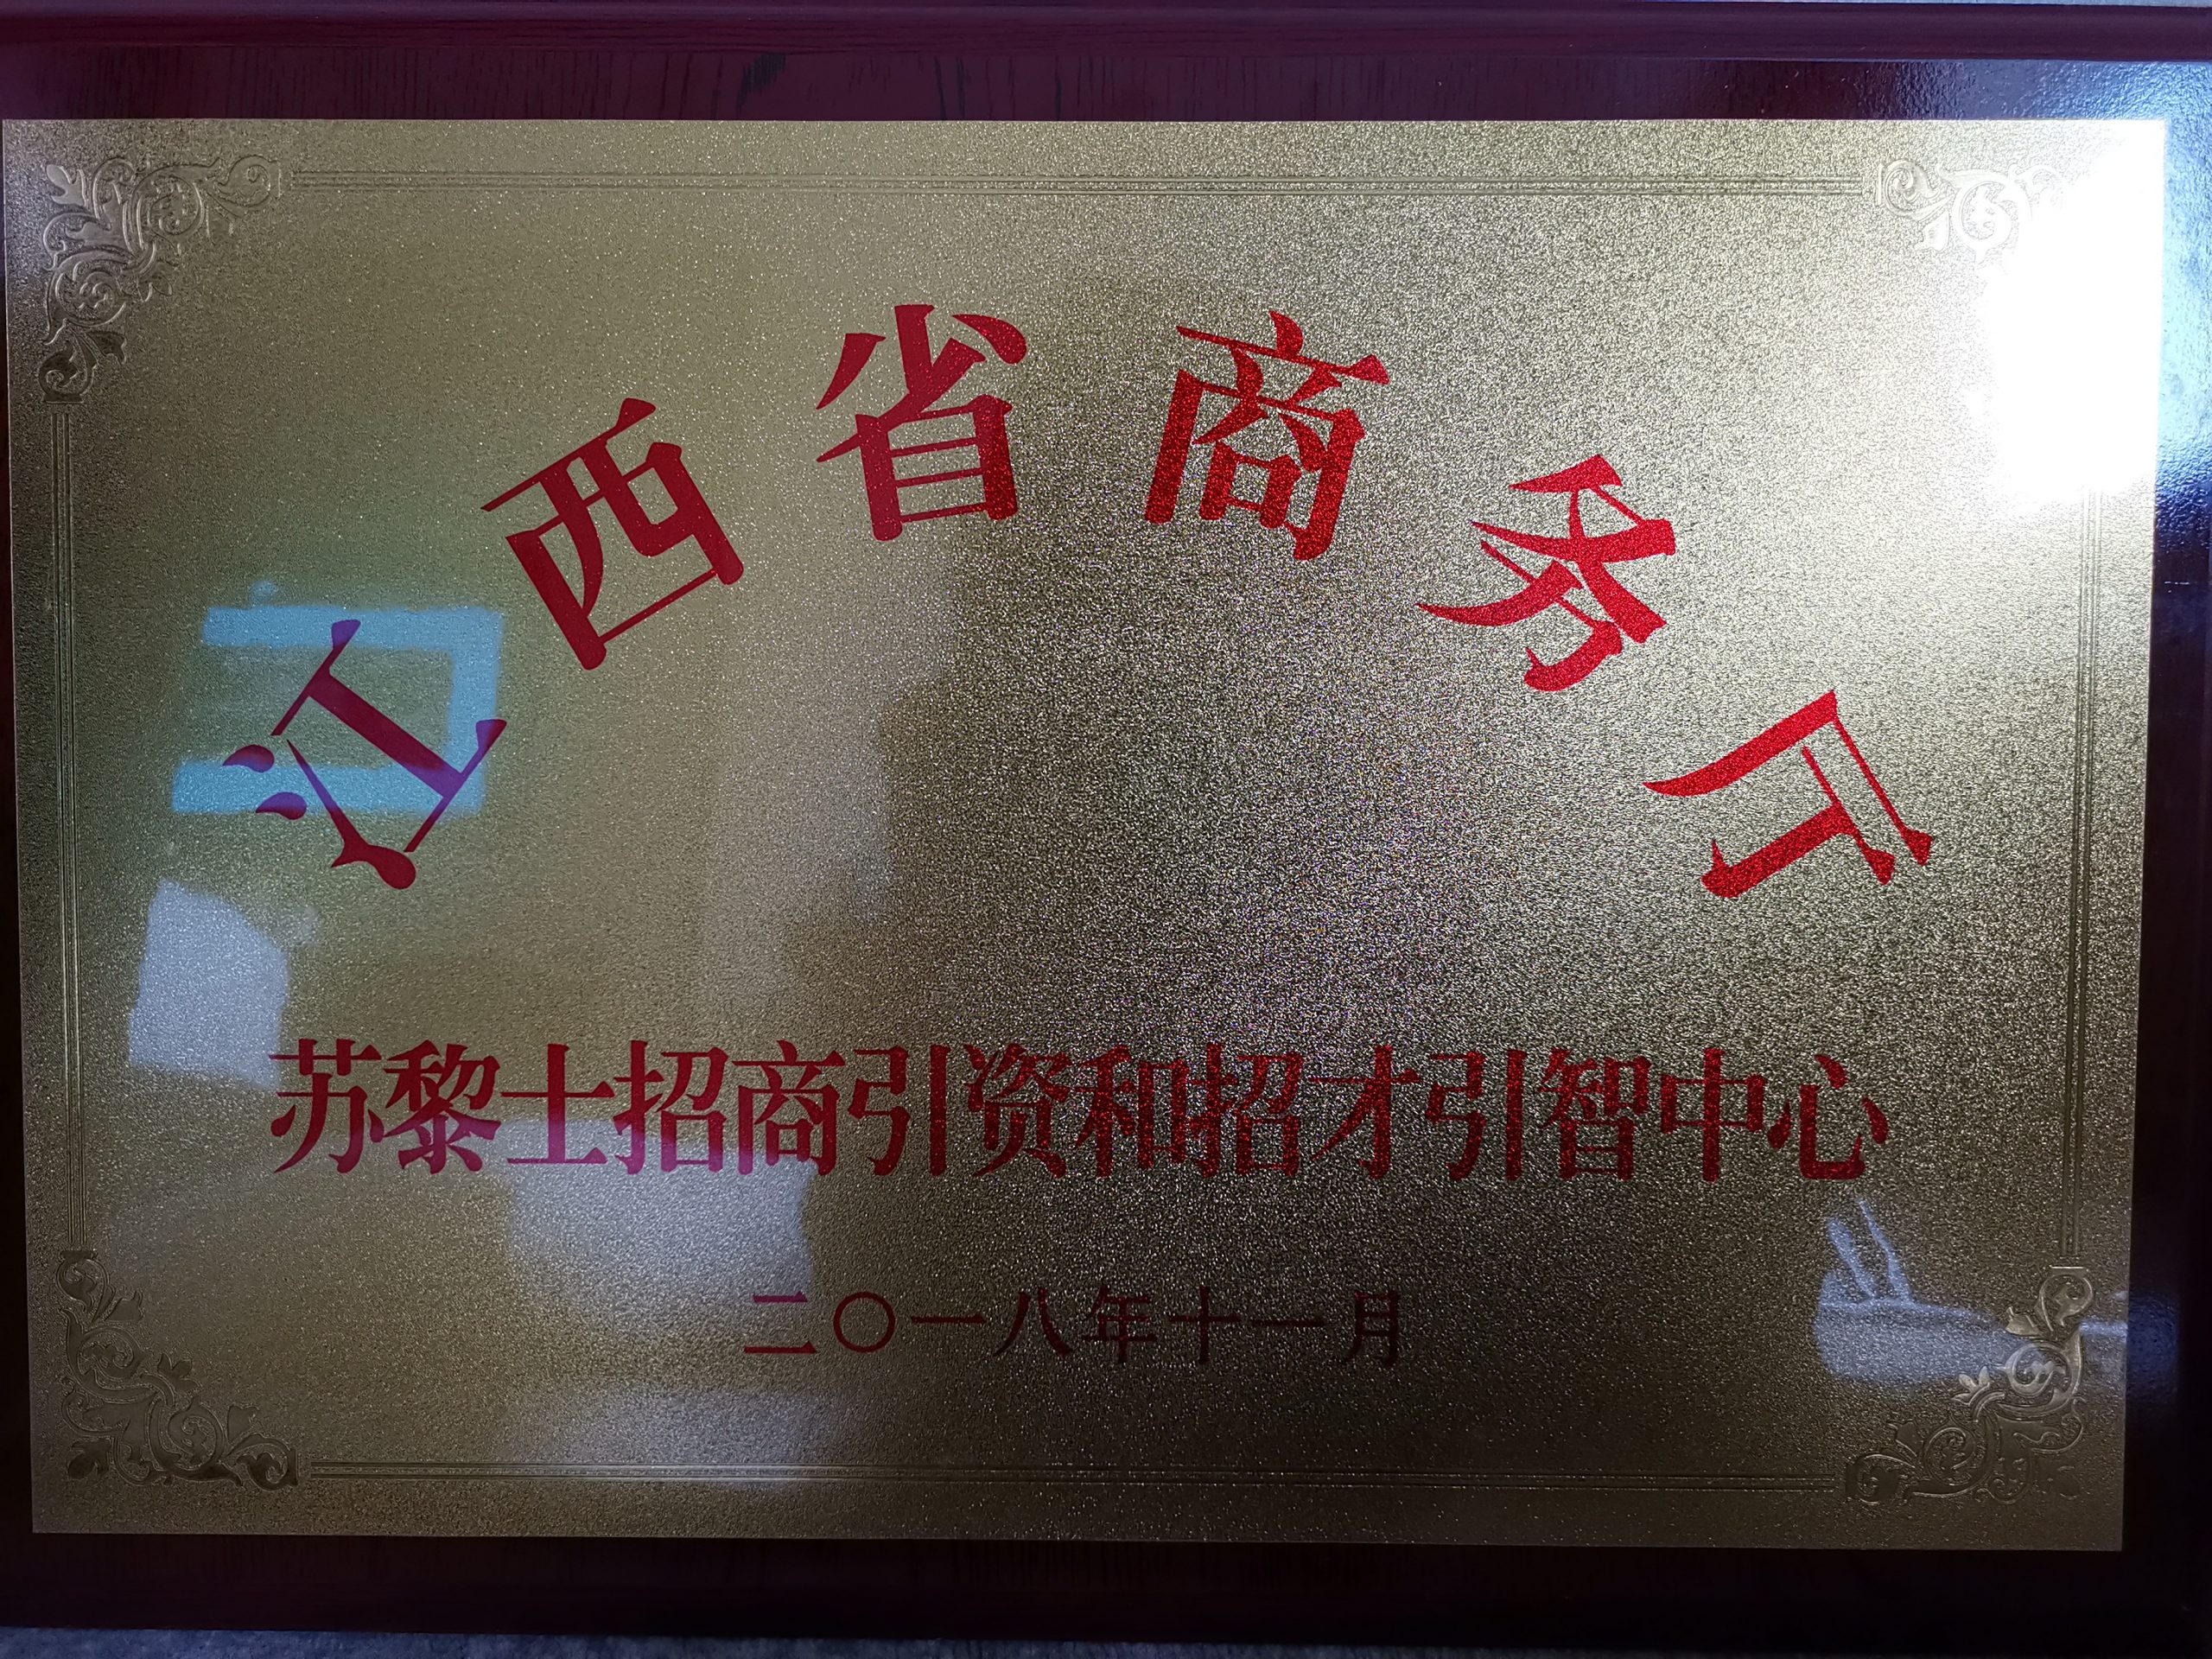 江西省商务厅
苏黎士招商引资和招才引智中心
二〇一八年十一月